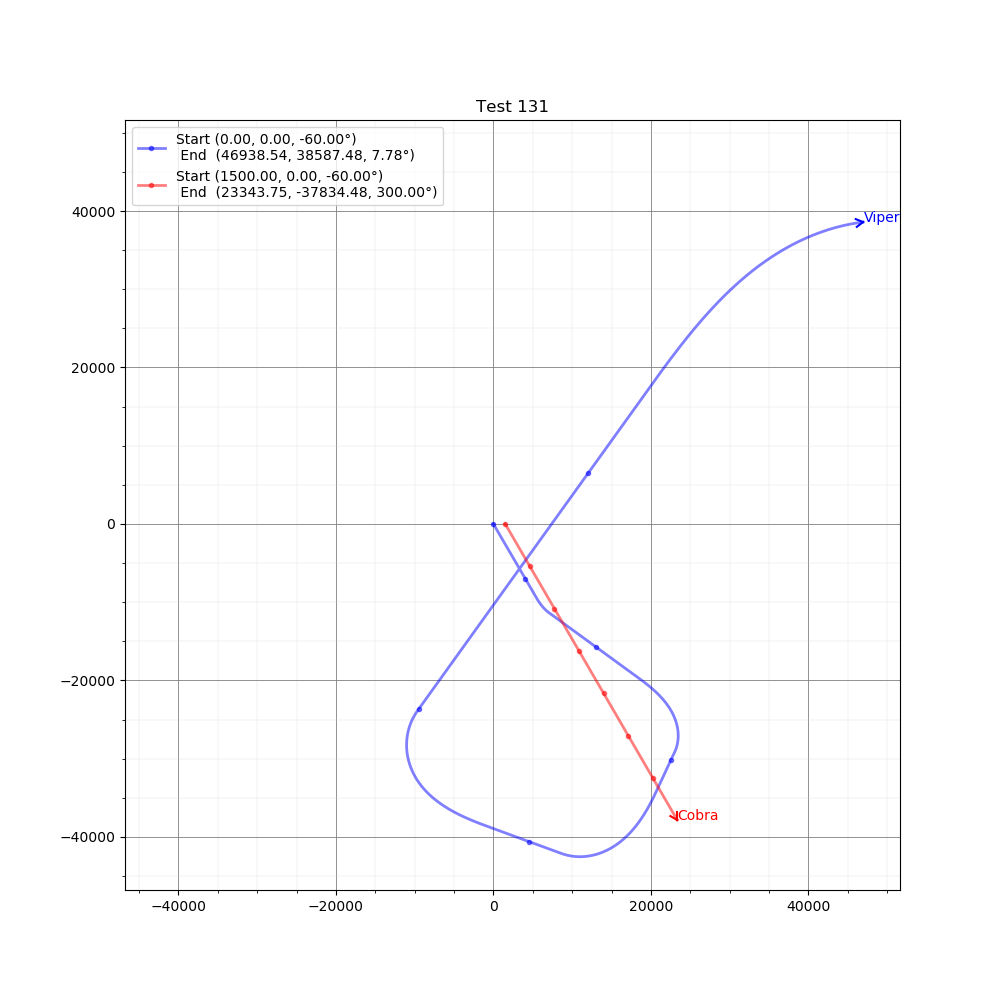 Test 131
Start (0.00, 0.00, -60.00°)
End  (46938.54, 38587.48, 7.78°)
Start (1500.00, 0.00, -60.00°)
End  (23343.75, -37834.48, 300.00°)
Viper
Cobra
40000
20000
0
−20000
−40000
−40000
−20000
0
20000
40000